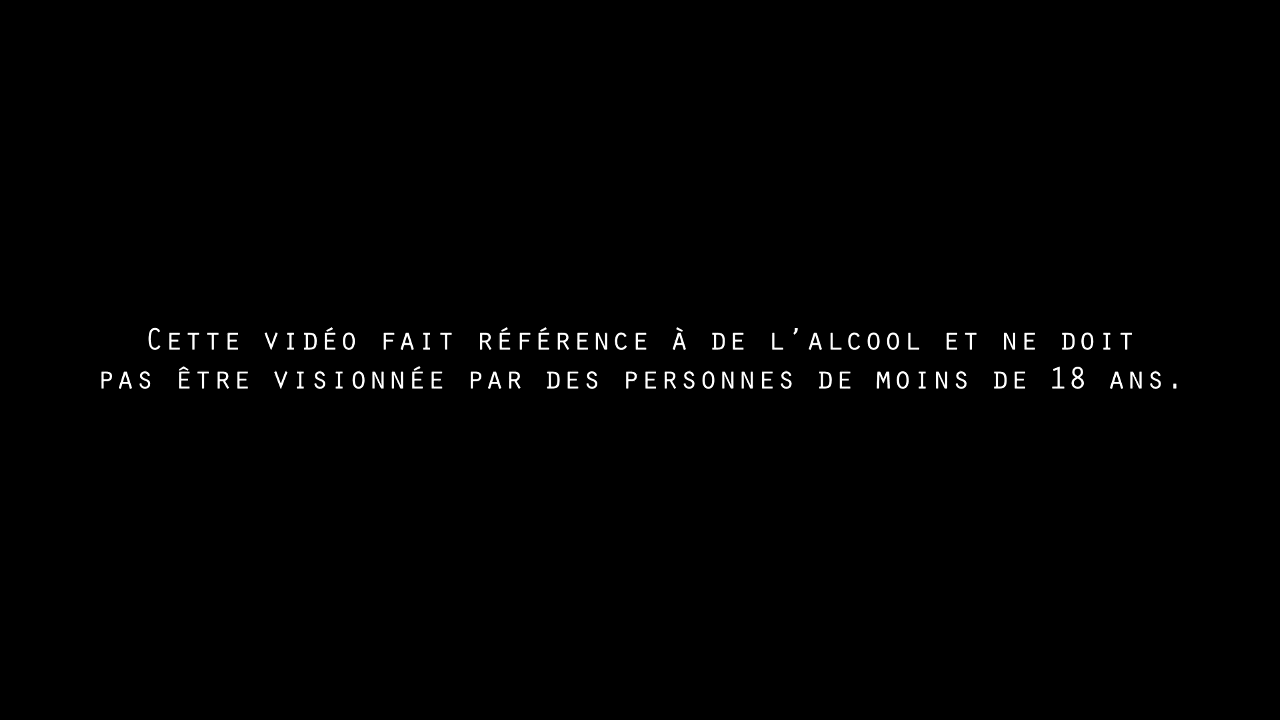 Cette vidéo fait référence à de l’alcool et ne doit
pas être visionnée par des personnes de moins de 18 ans.